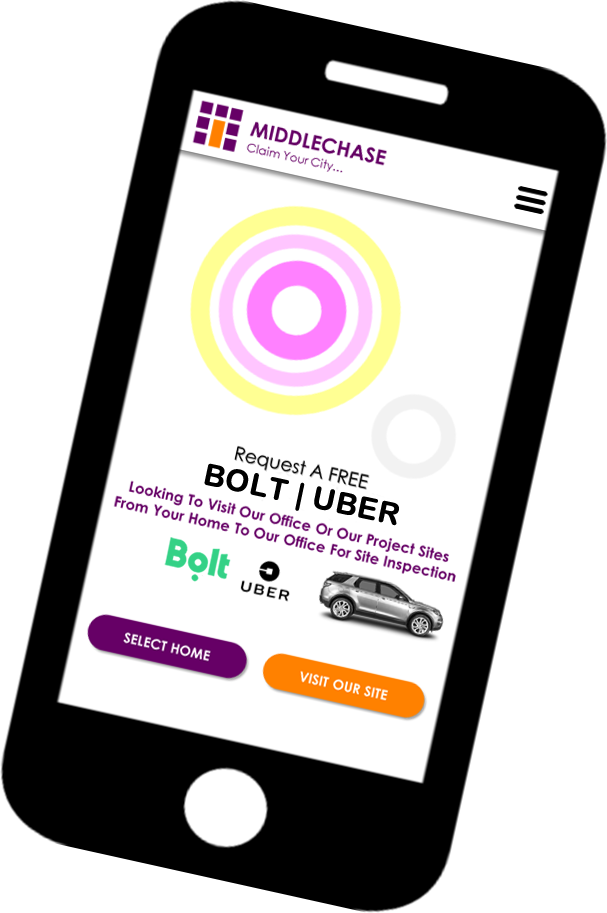 MIDDLECHASE
Claim Your City...
Request A FREE
BOLT | UBER
Looking To Visit Our Office Or Our Project Sites
From Your Home To Our Office For Site Inspection
Bolt
UBER
SELECT HOME
VISIT OUR SITE